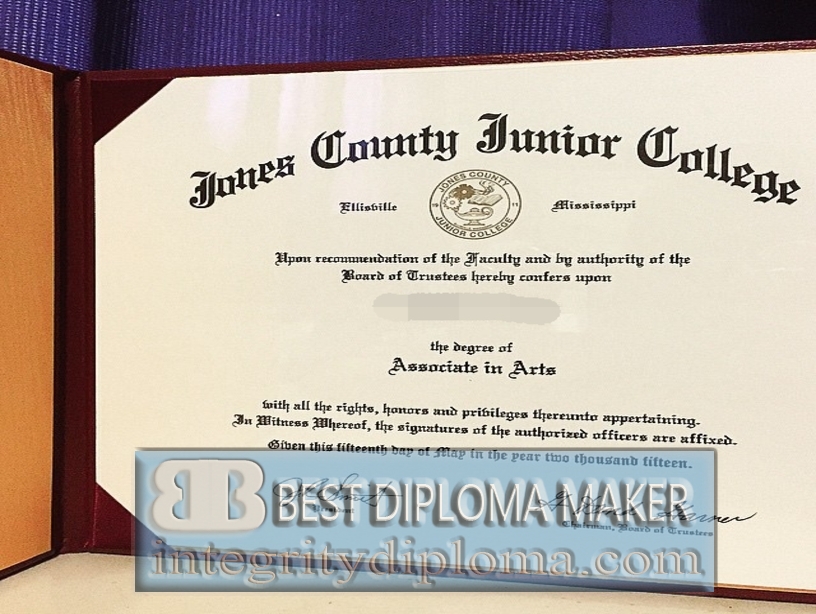 Jones County Junior College
Ellisville Mississippi
JONES COUNTY
19 11
JUNIOR COLLEGE
Upon recommendation of the Faculty and by authority of the
Board of Trustees hereby confers upon
the degree of
Associate in Arts
with all the rights, honors and privileges thereunto appertaining.
In Witness Whereof, the signatures of the authorized officers are affixed.
Given this fifteenth day of May in the year two thousand fifteen.
President
Chairman, Board of Trustees
BEST DIPLOMA MAKER
integritydiploma.com